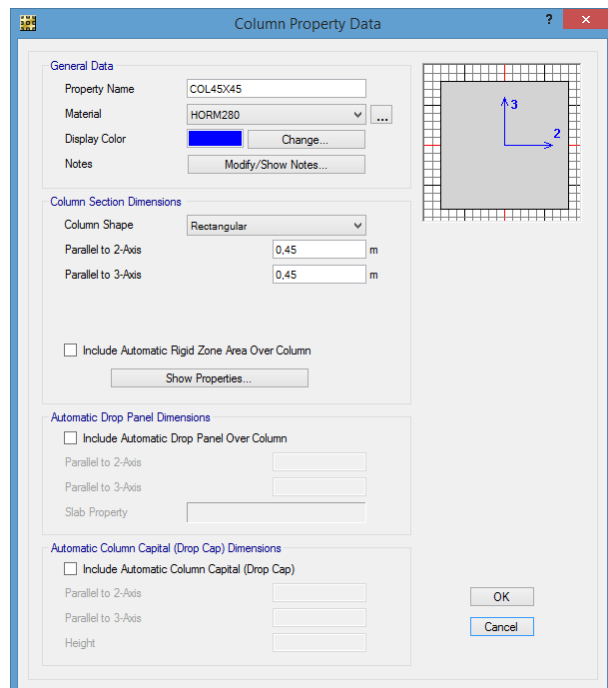 Column Property Data
? ×
General Data
Property Name COL45X45
Material HORM280 ...
Display Color Change...
Notes Modify/Show Notes...
3
2
Column Section Dimensions
Column Shape Rectangular
Parallel to 2-Axis 0,45 m
Parallel to 3-Axis 0,45 m
Include Automatic Rigid Zone Area Over Column
Show Properties...
Automatic Drop Panel Dimensions
Include Automatic Drop Panel Over Column
Parallel to 2-Axis
Parallel to 3-Axis
Slab Property
Automatic Column Capital (Drop Cap) Dimensions
Include Automatic Column Capital (Drop Cap)
Parallel to 2-Axis
Parallel to 3-Axis
Height
OK
Cancel